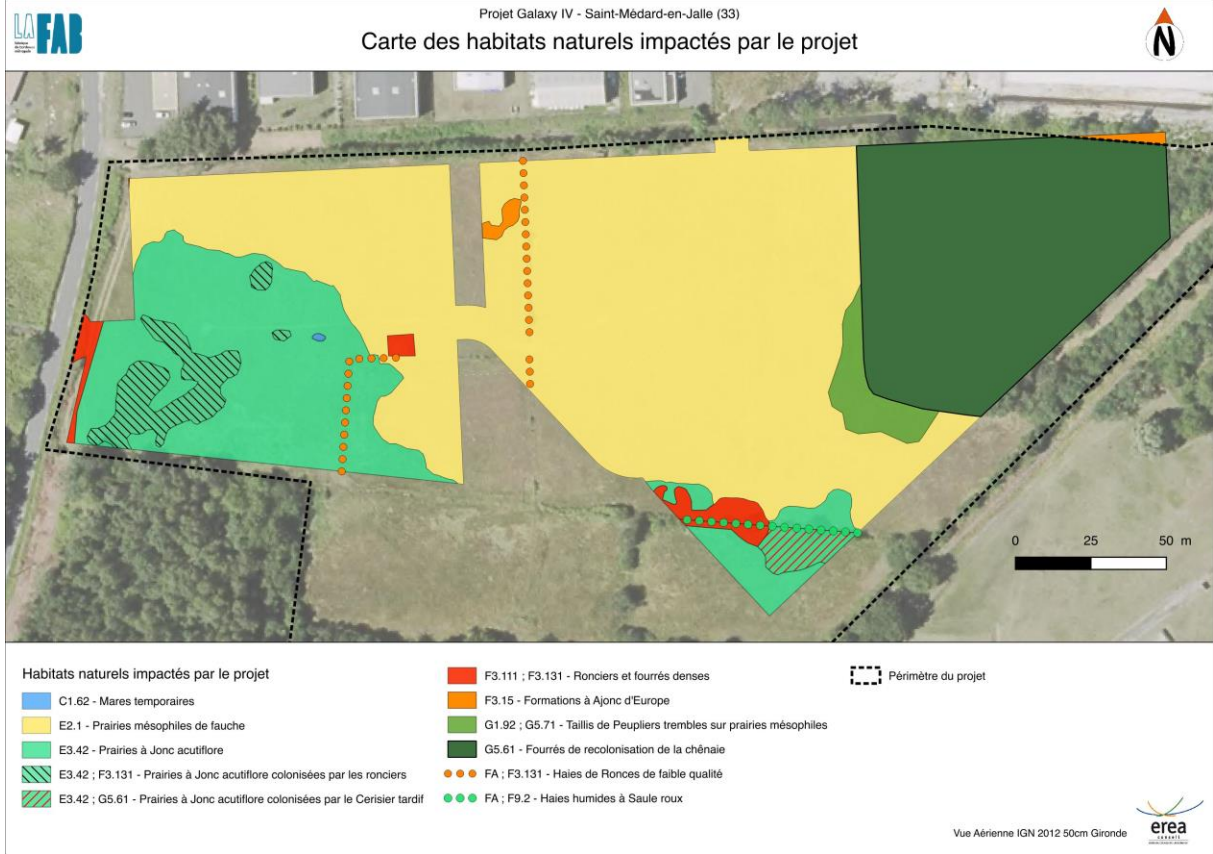 LA FAB
Projet Galaxy IV - Saint-Médard-en-Jalle (33)
Carte des habitats naturels impactés par le projet
N
0 25 50 m
Habitats naturels impactés par le projet
C1.62 - Mares temporaires
E2.1 - Prairies mésophiles de fauche
E3.42 - Prairies à Jonc acutiflore
E3.42 ; F3.131 - Prairies à Jonc acutiflore colonisées par les ronciers
E3.42 ; G5.61 - Prairies à Jonc acutiflore colonisées par le Cerisier tardif
F3.111 ; F3.131 - Ronciers et fourrés denses
F3.15 - Formations à Ajonc d'Europe
G1.92 ; G5.71 - Taillis de Peupliers trembles sur prairies mésophiles
G5.61 - Fourrés de recolonisation de la chênaie
FA ; F3.131 - Haies de Ronces de faible qualité
FA ; F9.2 - Haies humides à Saule roux
Périmètre du projet
Vue Aérienne IGN 2012 50cm Gironde
erea